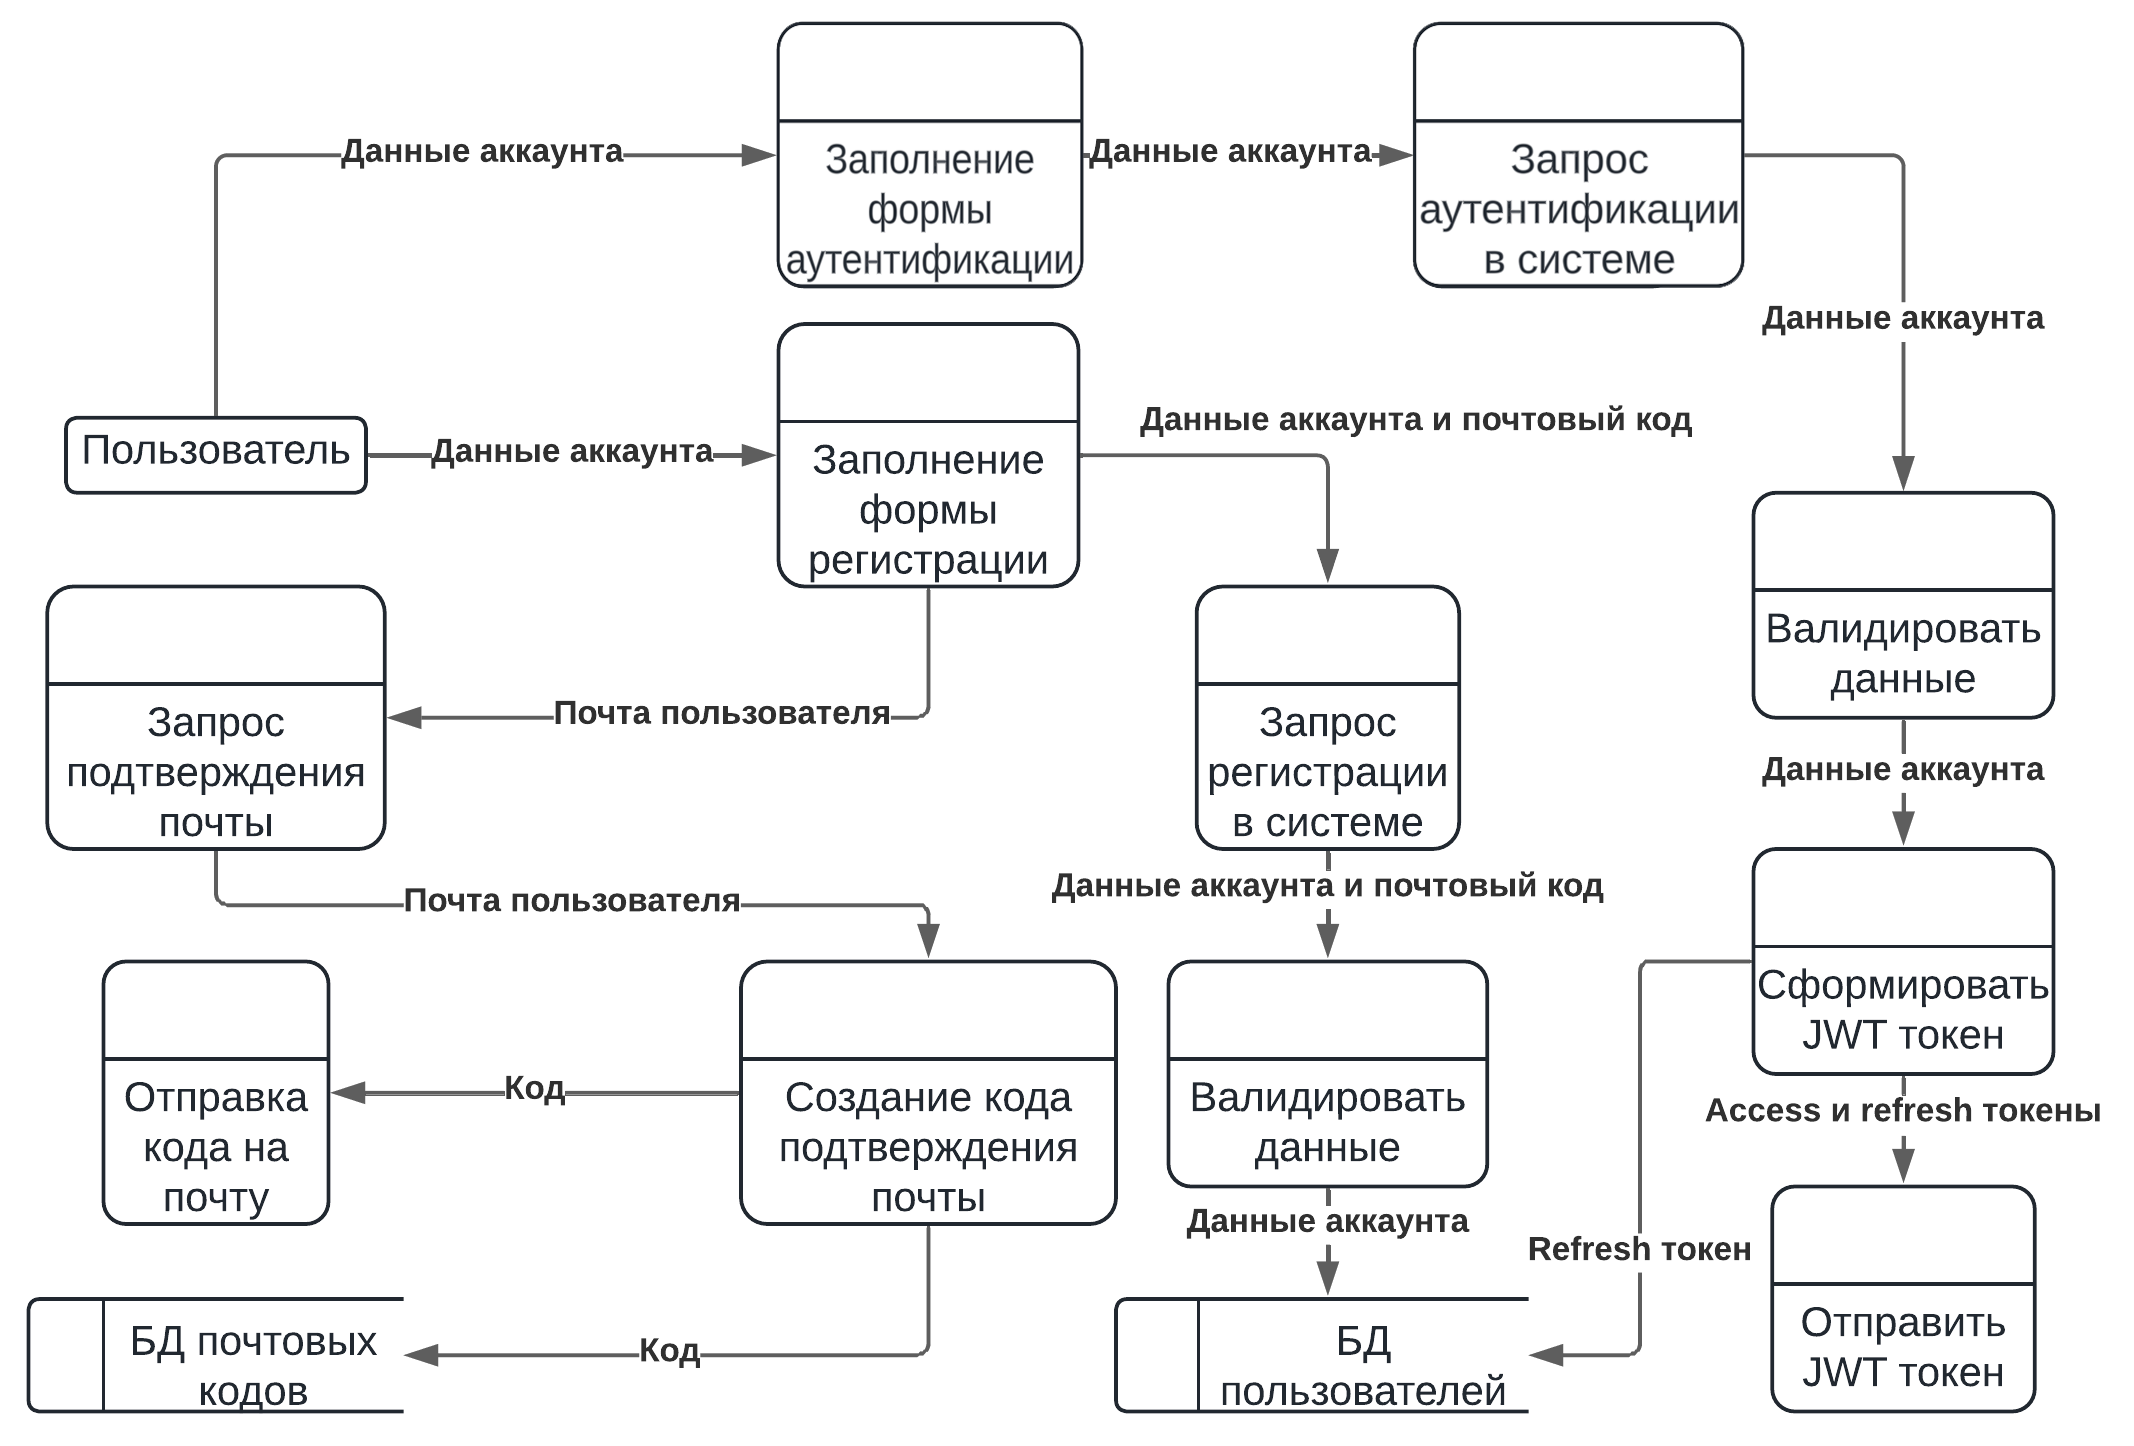 Данные аккаунта
Заполнение
формы
аутентификации
Данные аккаунта
Запрос
аутентификации
в системе
Данные аккаунта
Пользователь
Данные аккаунта
Заполнение
формы
регистрации
Данные аккаунта и почтовый код
Валидировать
данные
Почта пользователя
Запрос
подтверждения
почты
Запрос
регистрации
в системе
Данные аккаунта
Почта пользователя
Данные аккаунта и почтовый код
Сформировать
JWT токен
Отправка
кода на
почту
Код
Создание кода
подтверждения
почты
Валидировать
данные
Access и refresh токены
Данные аккаунта
Refresh токен
БД почтовых
кодов
Код
БД
пользователей
Отправить
JWT токен